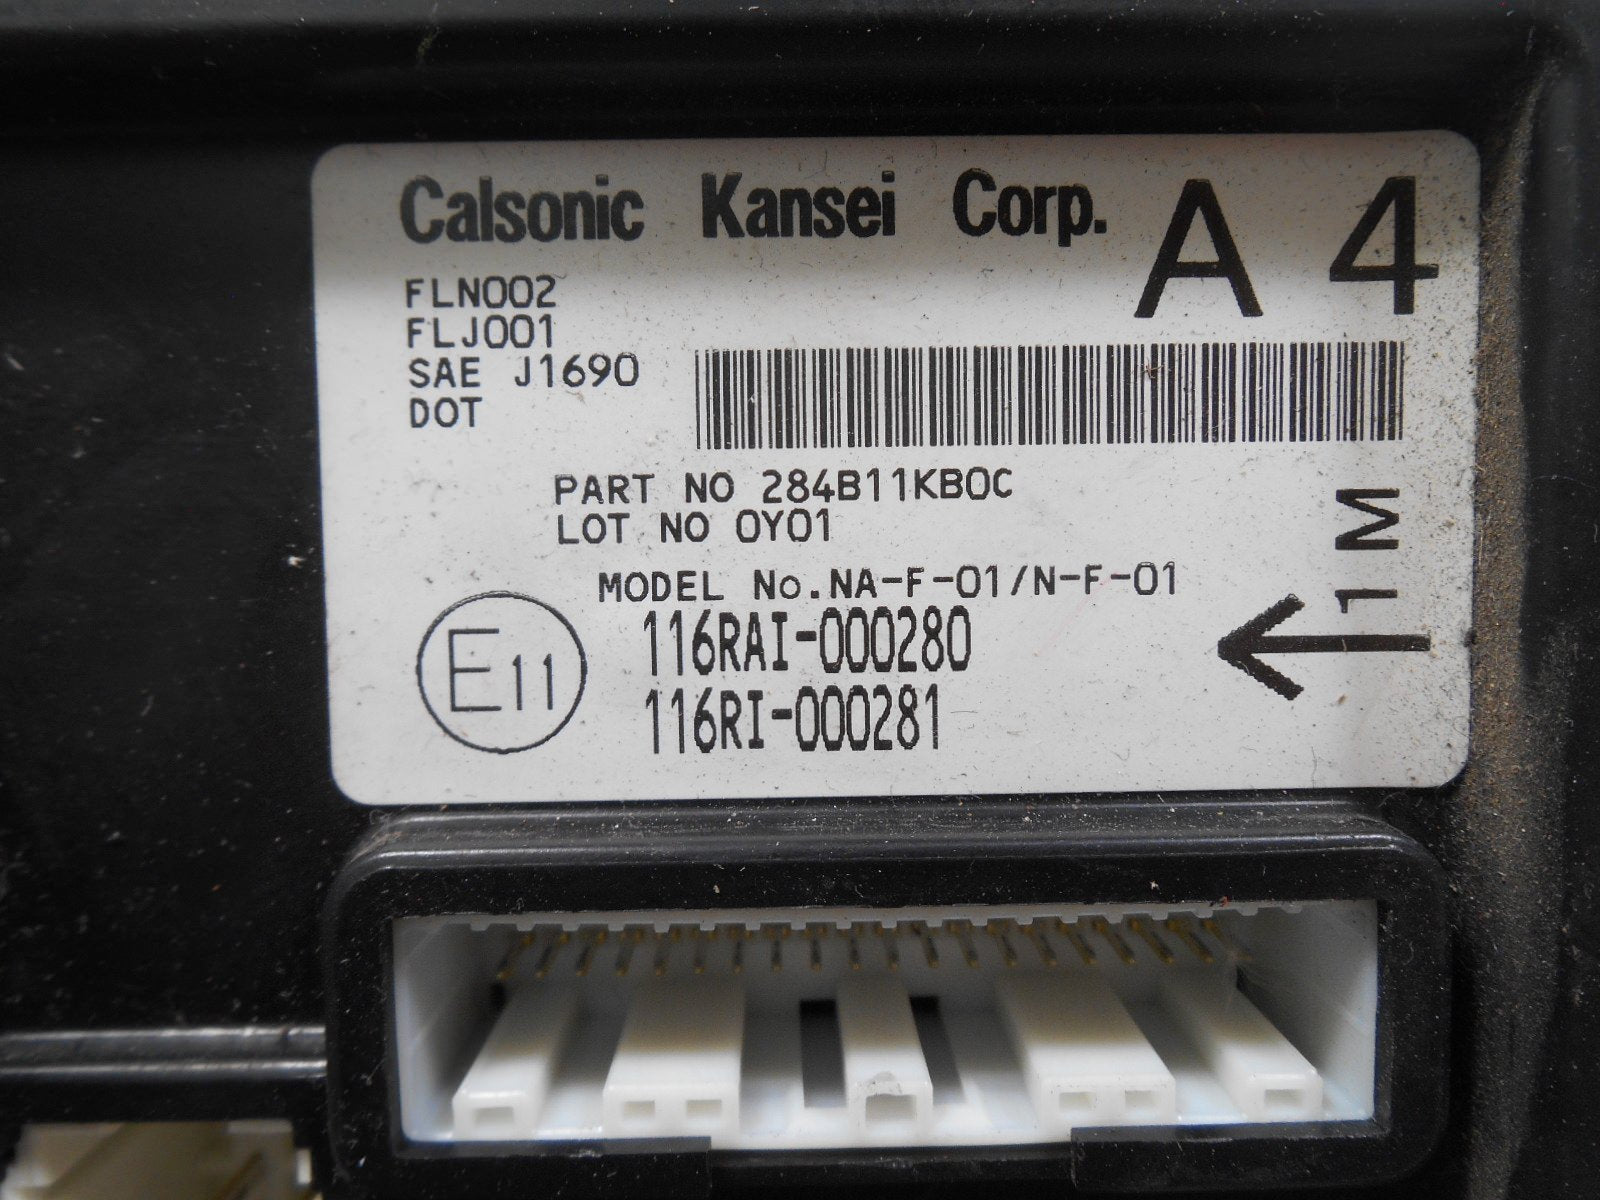 Calsonic Kansei Corp.
A 4
FLN002
FLJ001
SAE J1690
DOT
PART NO 284B11KB0C
LOT NO 0Y01
1M
MODEL No.NA-F-01/N-F-01
E11
116RAI-000280
116RI-000281